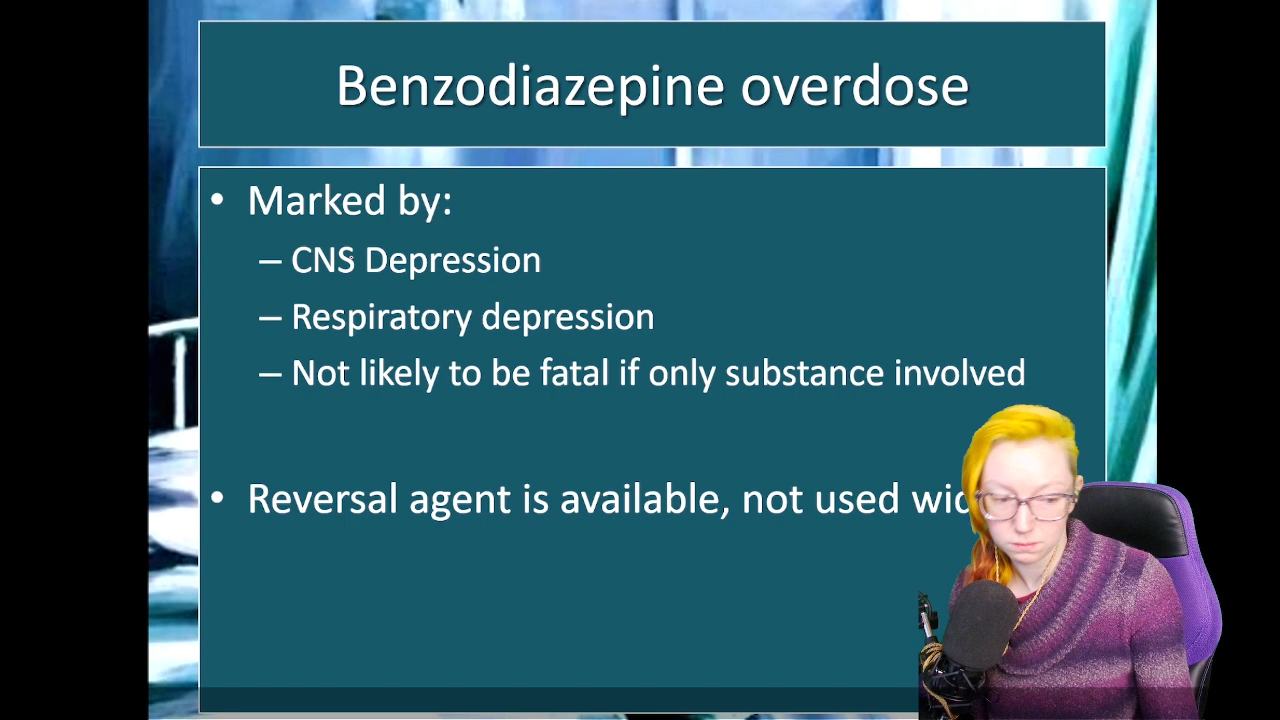 Benzodiazepine overdose
• Marked by:
– CNS Depression
– Respiratory depression
– Not likely to be fatal if only substance involved
• Reversal agent is available, not used